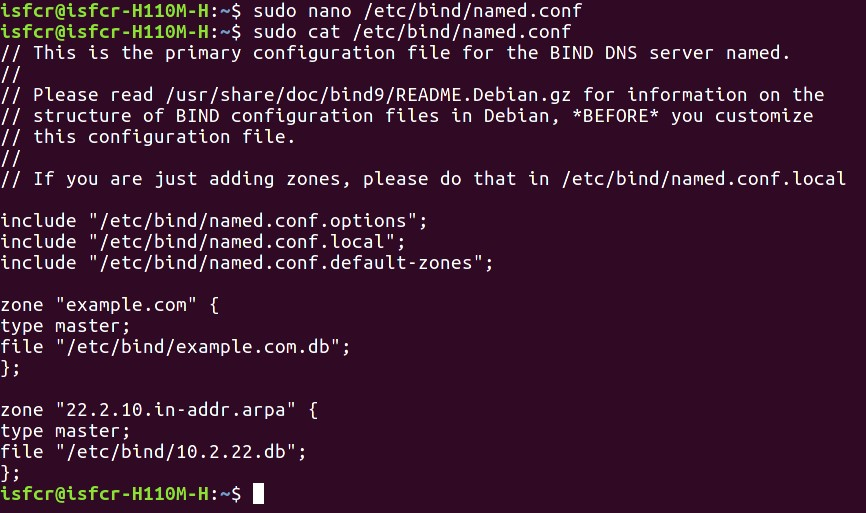 isfcr@isfcr-H110M-H:~$ sudo nano /etc/bind/named.conf
isfcr@isfcr-H110M-H:~$ sudo cat /etc/bind/named.conf
// This is the primary configuration file for the BIND DNS server named.
//
// Please read /usr/share/doc/bind9/README.Debian.gz for information on the
// structure of BIND configuration files in Debian, *BEFORE* you customize
// this configuration file.
//
// If you are just adding zones, please do that in /etc/bind/named.conf.local

include "/etc/bind/named.conf.options";
include "/etc/bind/named.conf.local";
include "/etc/bind/named.conf.default-zones";

zone "example.com" {
type master;
file "/etc/bind/example.com.db";
};

zone "22.2.10.in-addr.arpa" {
type master;
file "/etc/bind/10.2.22.db";
};
isfcr@isfcr-H110M-H:~$